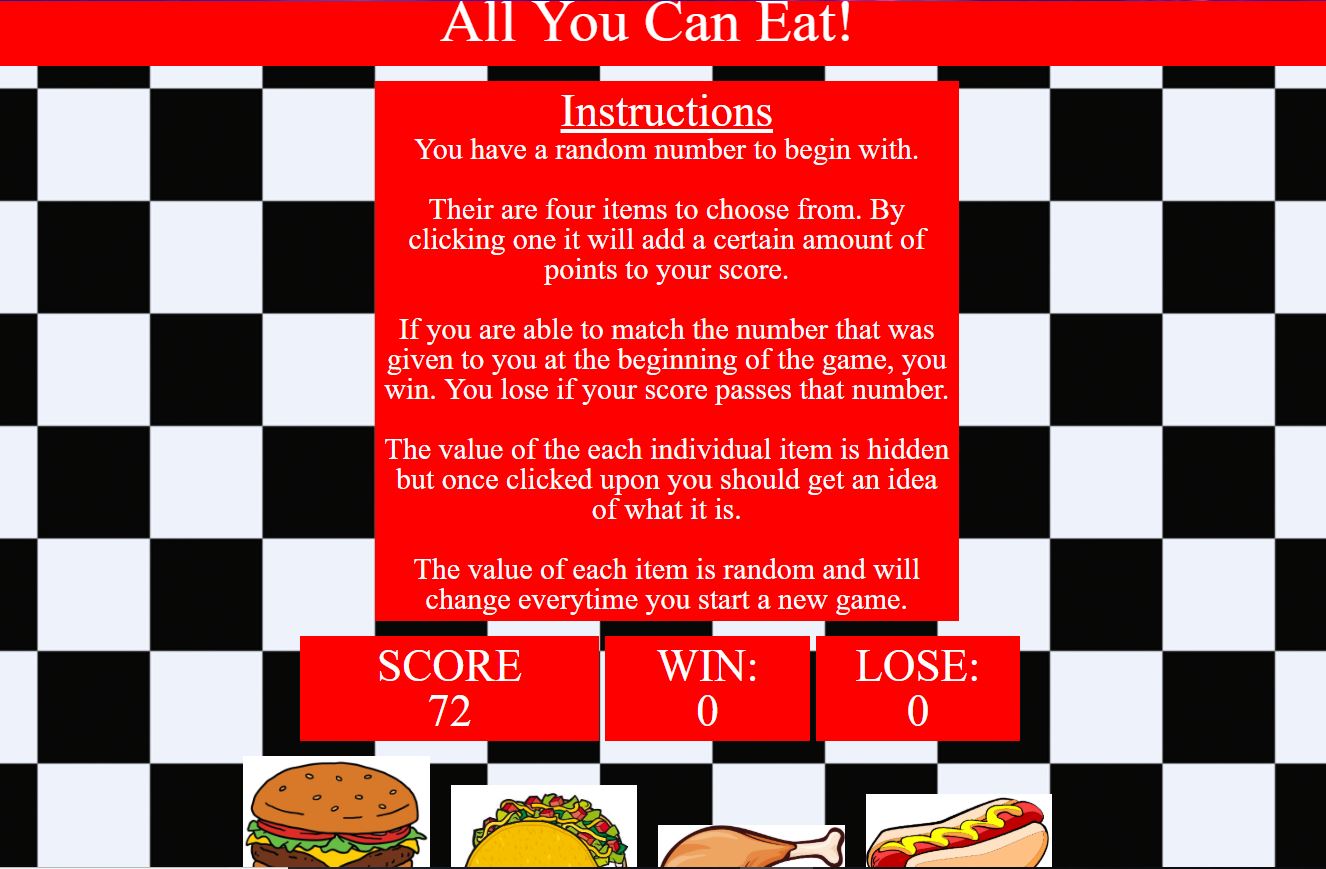 All You Can Eat!
Instructions
You have a random number to begin with.
Their are four items to choose from. By
clicking one it will add a certain amount of
points to your score.
If you are able to match the number that was
given to you at the beginning of the game, you
win. You lose if your score passes that number.
The value of the each individual item is hidden
but once clicked upon you should get an idea
of what it is.
The value of each item is random and will
change everytime you start a new game.
SCORE
72
WIN:
0
LOSE:
0